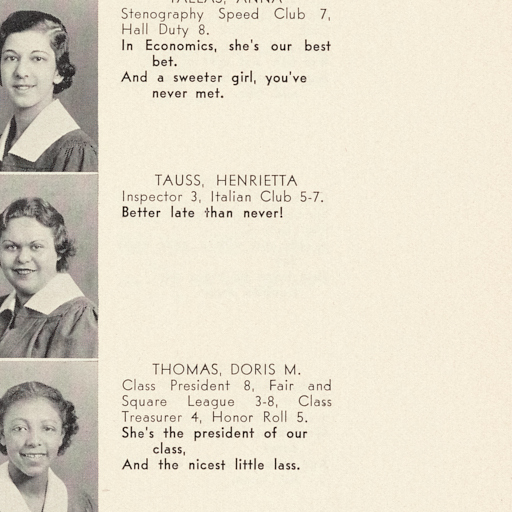 TALLAS, ANNA
Stenography Speed Club 7,
Hall Duty 8.
In Economics, she's our best
bet.
And a sweeter girl, you've
never met.
TAUSS, HENRIETTA
Inspector 3, Italian Club 5-7.
Better late than never!
THOMAS, DORIS M.
Class President 8, Fair and
Square League 3-8, Class
Treasurer 4, Honor Roll 5.
She's the president of our
class,
And the nicest little lass.